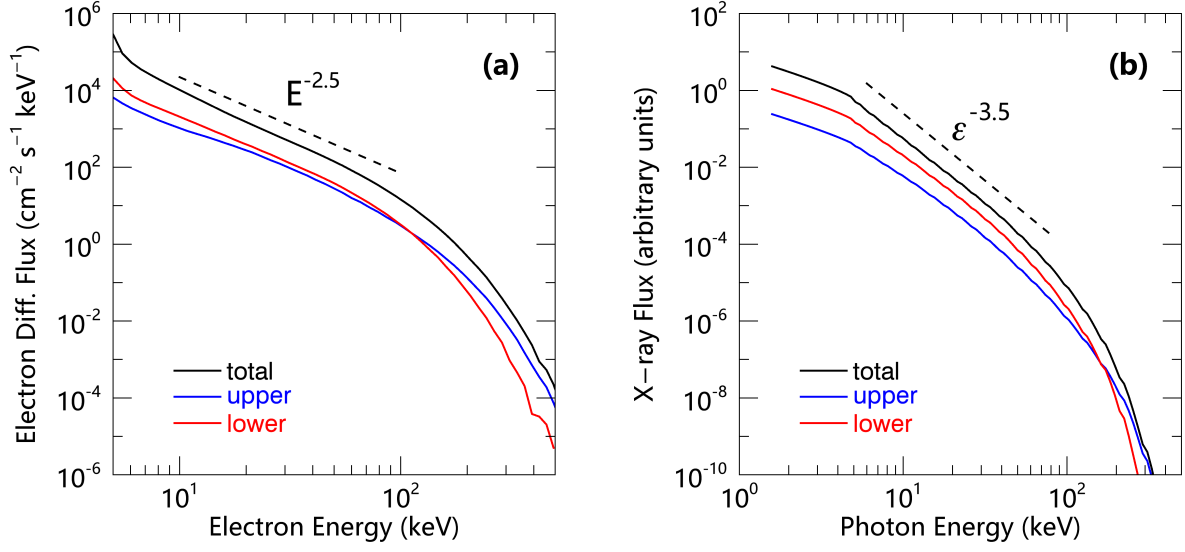 (a)
E^{-2.5}
10^6
10^4
10^2
10^0
10^{-2}
10^{-4}
10^{-6}
Electron Diff. Flux (cm^{-2} s^{-1} keV^{-1})
total
upper
lower
10^1
10^2
Electron Energy (keV)
(b)
ε^{-3.5}
10^2
10^0
10^{-2}
10^{-4}
10^{-6}
10^{-8}
10^{-10}
X−ray Flux (arbitrary units)
total
upper
lower
10^0
10^1
10^2
Photon Energy (keV)